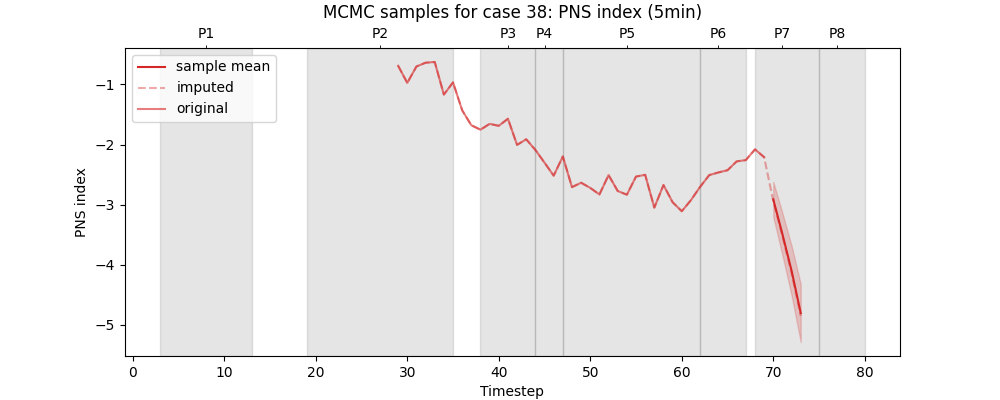 MCMC samples for case 38: PNS index (5min)
P1 P2 P3 P4 P5 P6 P7 P8
sample mean
imputed
original
PNS index
−1
−2
−3
−4
−5
0 10 20 30 40 50 60 70 80
Timestep